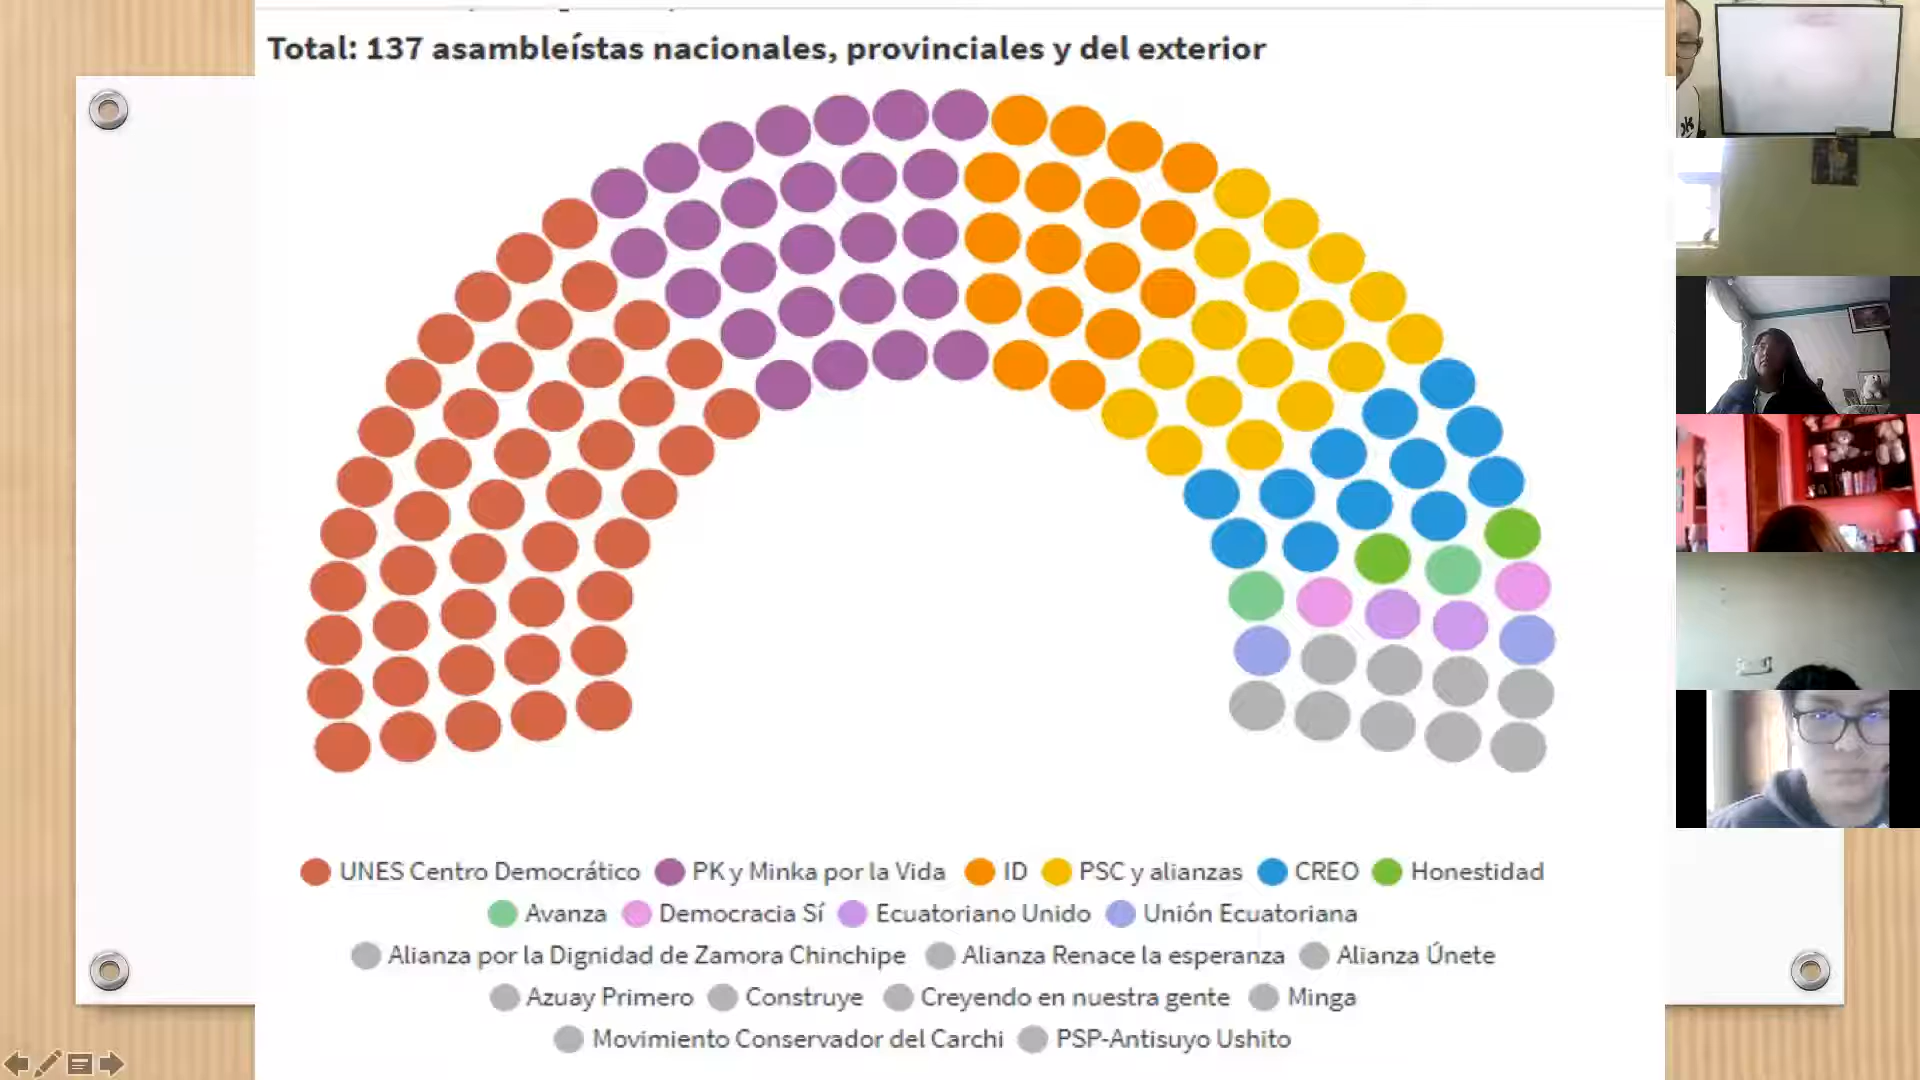 Total: 137 asambleístas nacionales, provinciales y del exterior
UNES Centro Democrático PK y Minka por la Vida ID PSC y alianzas CREO Honestidad
Avanza Democracia Sí Ecuatoriano Unido Unión Ecuatoriana
Alianza por la Dignidad de Zamora Chinchipe Alianza Renace la esperanza Alianza Únete
Azuay Primero Construye Creyendo en nuestra gente Minga
Movimiento Conservador del Carchi PSP-Antisuyo Ushito